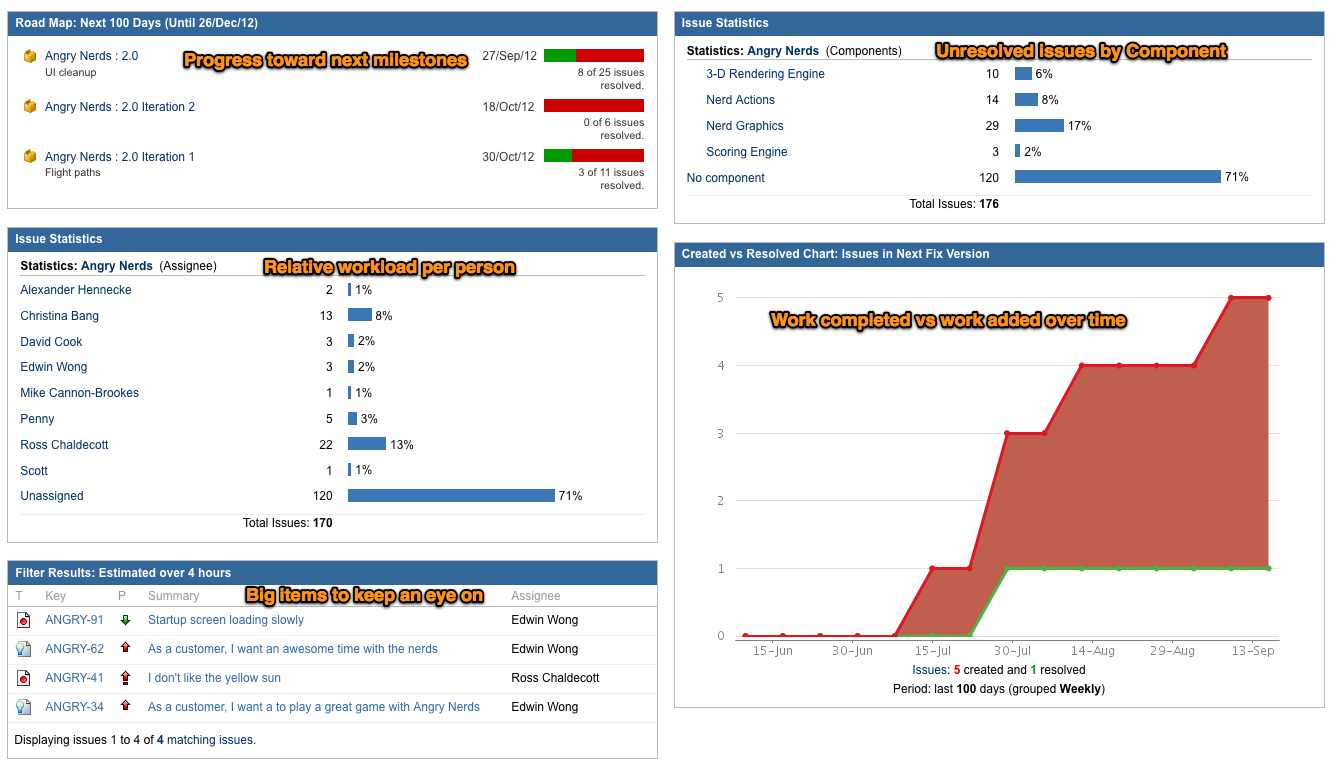 Road Map: Next 100 Days (Until 26/Dec/12)
Angry Nerds : 2.0
UI cleanup
Progress toward next milestones
27/Sep/12
8 of 25 issues
resolved.
Angry Nerds : 2.0 Iteration 2
18/Oct/12
0 of 6 issues
resolved.
Angry Nerds : 2.0 Iteration 1
Flight paths
30/Oct/12
3 of 11 issues
resolved.
Issue Statistics
Statistics: Angry Nerds (Assignee)
Relative workload per person
Alexander Hennecke 2 1%
Christina Bang 13 8%
David Cook 3 2%
Edwin Wong 3 2%
Mike Cannon-Brookes 1 1%
Penny 5 3%
Ross Chaldecott 22 13%
Scott 1 1%
Unassigned 120 71%
Total Issues: 170
Filter Results: Estimated over 4 hours
Big items to keep an eye on
T Key P Summary Assignee
ANGRY-91 Startup screen loading slowly Edwin Wong
ANGRY-62 As a customer, I want an awesome time with the nerds Edwin Wong
ANGRY-41 I don't like the yellow sun Ross Chaldecott
ANGRY-34 As a customer, I want a to play a great game with Angry Nerds Edwin Wong
Displaying issues 1 to 4 of 4 matching issues.
Issue Statistics
Statistics: Angry Nerds (Components)
Unresolved issues by Component
3-D Rendering Engine 10 6%
Nerd Actions 14 8%
Nerd Graphics 29 17%
Scoring Engine 3 2%
No component 120 71%
Total Issues: 176
Created vs Resolved Chart: Issues in Next Fix Version
Work completed vs work added over time
5
4
3
2
1
0
15-Jun 30-Jun 15-Jul 30-Jul 14-Aug 29-Aug 13-Sep
Issues: 5 created and 1 resolved
Period: last 100 days (grouped Weekly)